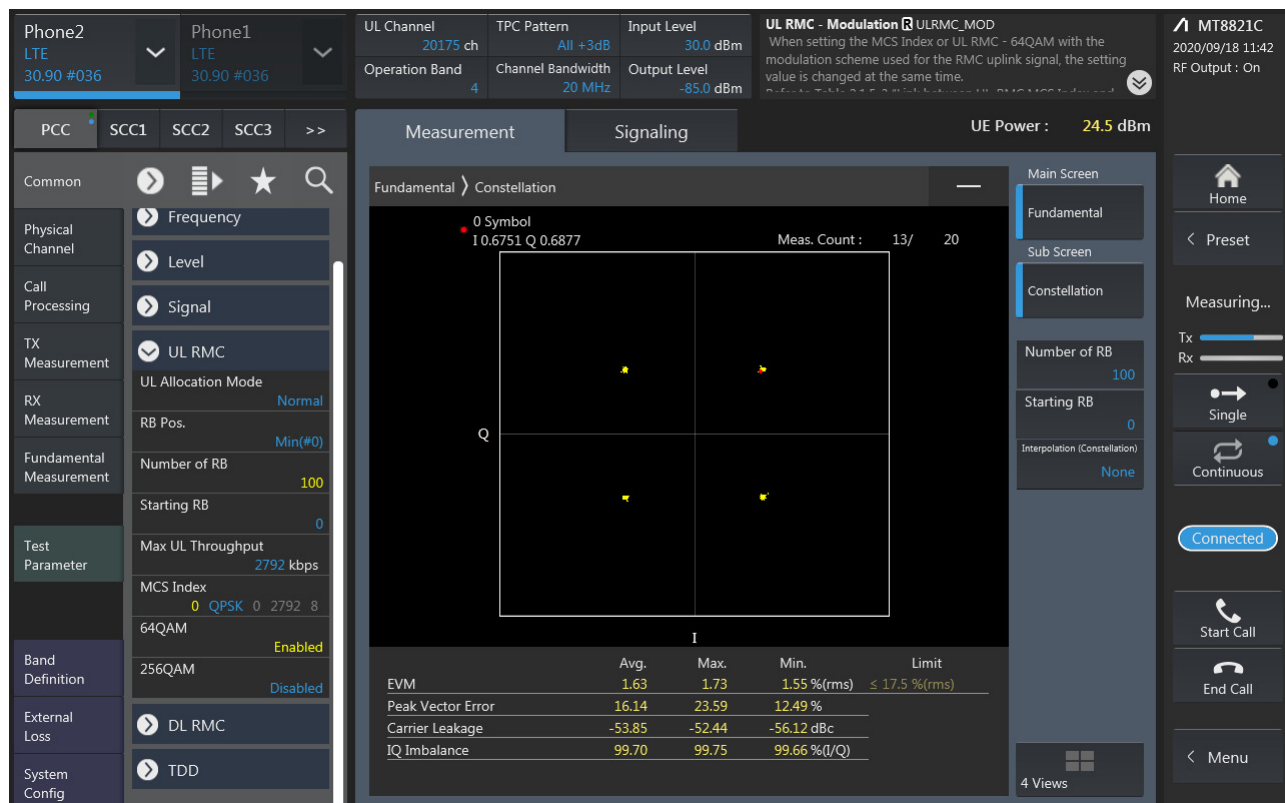 Phone2
LTE
30.90 #036
Phone1
LTE
30.90 #036
UL Channel
20175 ch
TPC Pattern
All +3dB
Input Level
30.0 dBm
Operation Band
4
Channel Bandwidth
20 MHz
Output Level
-85.0 dBm
UL RMC - Modulation R ULRMC_MOD
When setting the MCS Index or UL RMC - 64QAM with the
modulation scheme used for the RMC uplink signal, the setting
value is changed at the same time.
MT8821C
2020/09/18 11:42
RF Output : On
PCC SCC1 SCC2 SCC3 >>
Measurement
Signaling
UE Power : 24.5 dBm
Common
Physical
Channel
Call
Processing
TX
Measurement
RX
Measurement
Fundamental
Measurement
Test
Parameter
Band
Definition
External
Loss
System
Config
Frequency
Level
Signal
UL RMC
UL Allocation Mode
Normal
RB Pos.
Min(#0)
Number of RB
100
Starting RB
0
Max UL Throughput
2792 kbps
MCS Index
0 QPSK 0 2792 8
64QAM
Enabled
256QAM
Disabled
DL RMC
TDD
Fundamental 〉 Constellation
0 Symbol
I 0.6751 Q 0.6877
Meas. Count : 13/ 20
Q
I
Avg. Max. Min. Limit
EVM 1.63 1.73 1.55 %(rms) ≤ 17.5 %(rms)
Peak Vector Error 16.14 23.59 12.49 %
Carrier Leakage -53.85 -52.44 -56.12 dBc
IQ Imbalance 99.70 99.75 99.66 %(I/Q)
Main Screen
Fundamental
Sub Screen
Constellation
Number of RB
100
Starting RB
0
Interpolation (Constellation)
None
4 Views
Home
< Preset
Measuring...
Tx
Rx
Single
Continuous
Connected
Start Call
End Call
< Menu